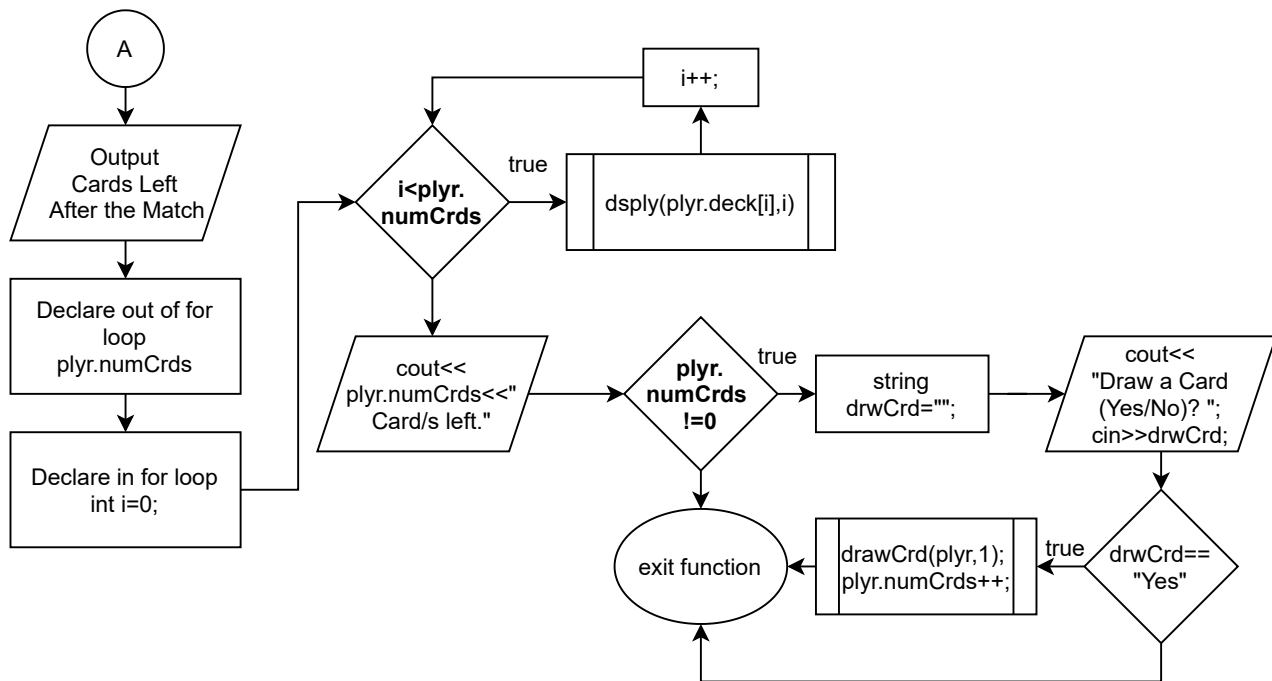 A
Output
Cards Left
After the Match
Declare out of for
loop
plyr.numCrds
Declare in for loop
int i=0;
i<plyr.
numCrds
true
dsply(plyr.deck[i],i)
i++;
cout<<
plyr.numCrds<<"
Card/s left."
plyr.
numCrds
!=0
true
string
drwCrd="";
cout<<
"Draw a Card
(Yes/No)? ";
cin>>drwCrd;
drwCrd==
"Yes"
true
drawCrd(plyr,1);
plyr.numCrds++;
exit function